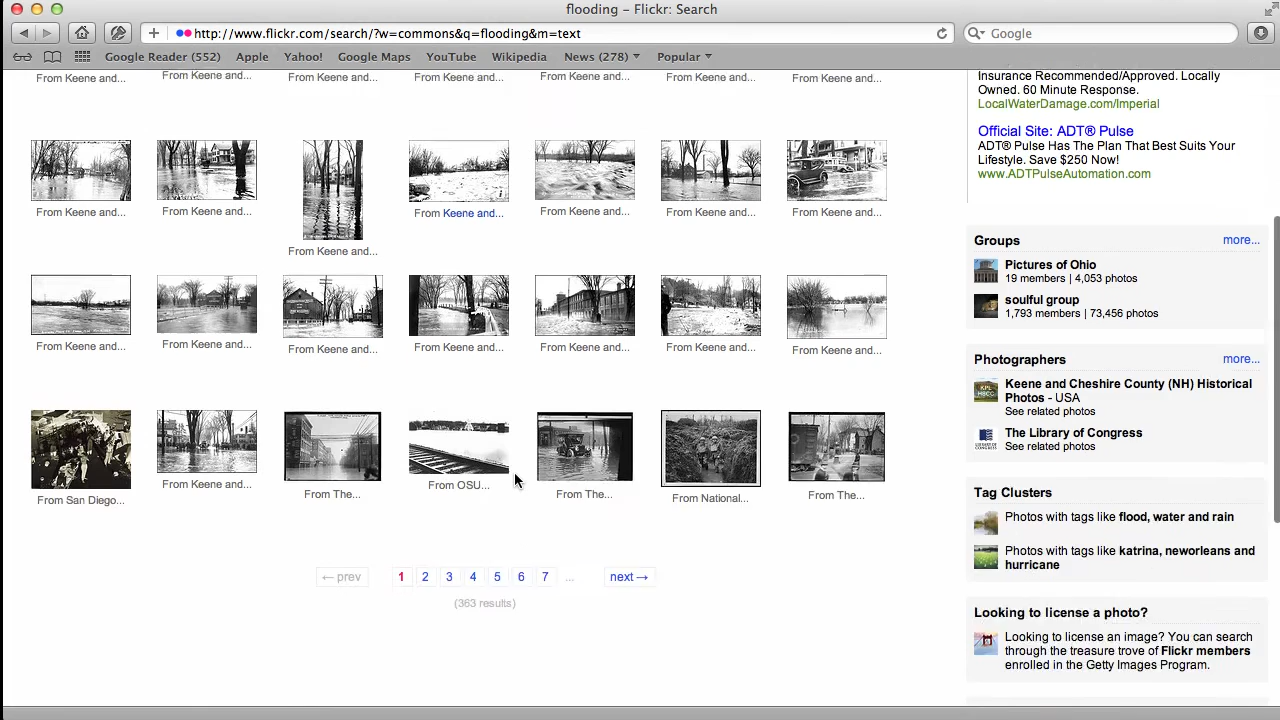 flooding – Flickr: Search
http://www.flickr.com/search/?w=commons&q=flooding&m=text
Google
Google Reader (552) Apple Yahoo! Google Maps YouTube Wikipedia News (278) Popular
From Keene and... From Keene and... From Keene and... From Keene and... From Keene and... From Keene and... From Keene and...
From Keene and... From Keene and... From Keene and... From Keene and... From Keene and... From Keene and... From Keene and...
From Keene and... From Keene and... From Keene and... From Keene and... From Keene and... From Keene and... From Keene and...
From San Diego... From Keene and... From The... From OSU... From The... From National... From The...
← prev 1 2 3 4 5 6 7 ... next →
(363 results)
Insurance Recommended/Approved. Locally
Owned. 60 Minute Response.
LocalWaterDamage.com/Imperial
Official Site: ADT® Pulse
ADT® Pulse Has The Plan That Best Suits Your
Lifestyle. Save $250 Now!
www.ADTPulseAutomation.com
Groups more...
Pictures of Ohio
19 members | 4,053 photos
soulful group
1,793 members | 73,456 photos
Photographers more...
Keene and Cheshire County (NH) Historical
Photos - USA
See related photos
The Library of Congress
See related photos
Tag Clusters
Photos with tags like flood, water and rain
Photos with tags like katrina, neworleans and
hurricane
Looking to license a photo?
Looking to license an image? You can search
through the treasure trove of Flickr members
enrolled in the Getty Images Program.